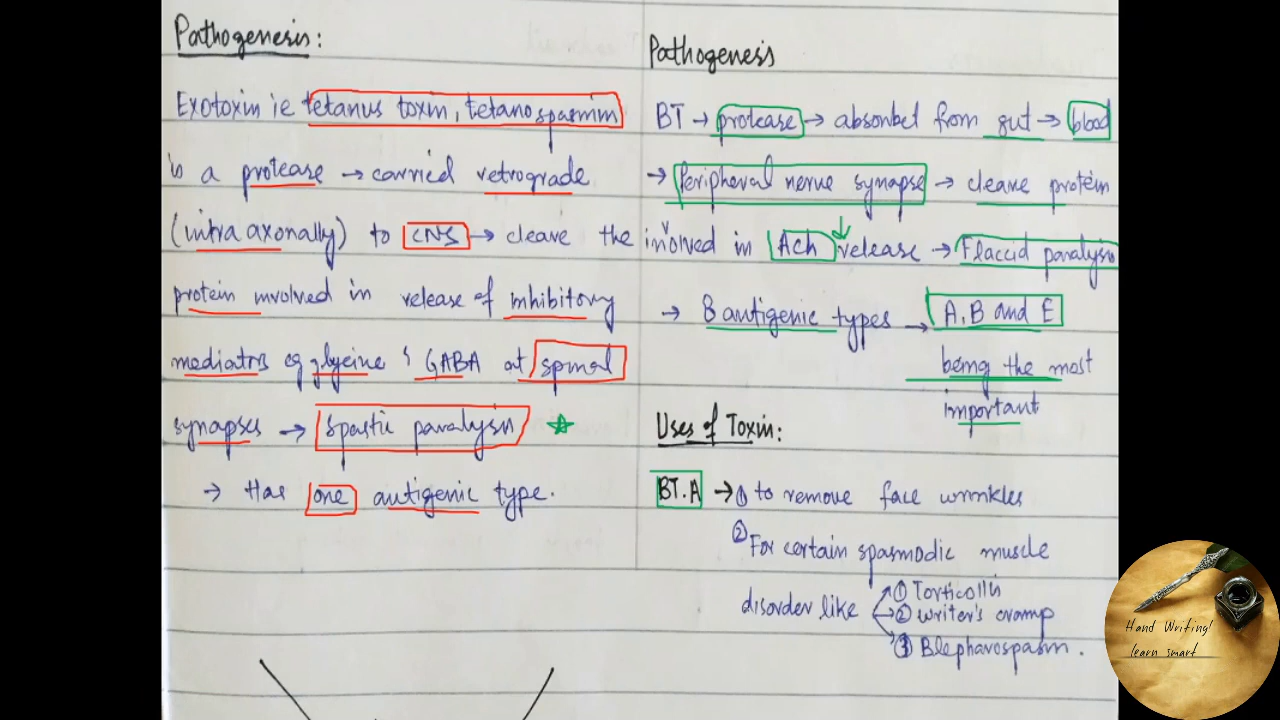 Pathogenesis:
Exotoxin ie tetanus toxin, tetanospasmin
is a protease → carried retrograde
(intra axonally) to CNS → cleave the
protein involved in release of inhibitory
mediators eg glycine & GABA at spinal
synapses → Spastic paralysis
→ Has one antigenic type.
Pathogenesis
BT → protease → absorbed from gut → blood
→ Peripheral nerve synapse → cleave protein
involved in Ach ↓ release → Flaccid paralysis
→ 8 antigenic types → A, B and E
being the most
important
Uses of Toxin:
BT.A → ① to remove face wrinkles
② For certain spasmodic muscle
disorder like ① Torticollis
② Writer's cramp
③ Blepharospasm.
Hand Writing!
learn smart